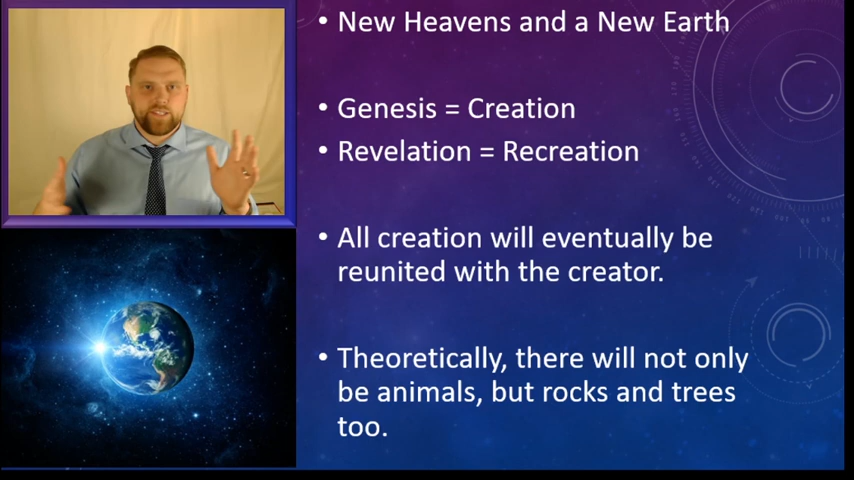 • New Heavens and a New Earth
• Genesis = Creation
• Revelation = Recreation
• All creation will eventually be
reunited with the creator.
• Theoretically, there will not only
be animals, but rocks and trees
too.